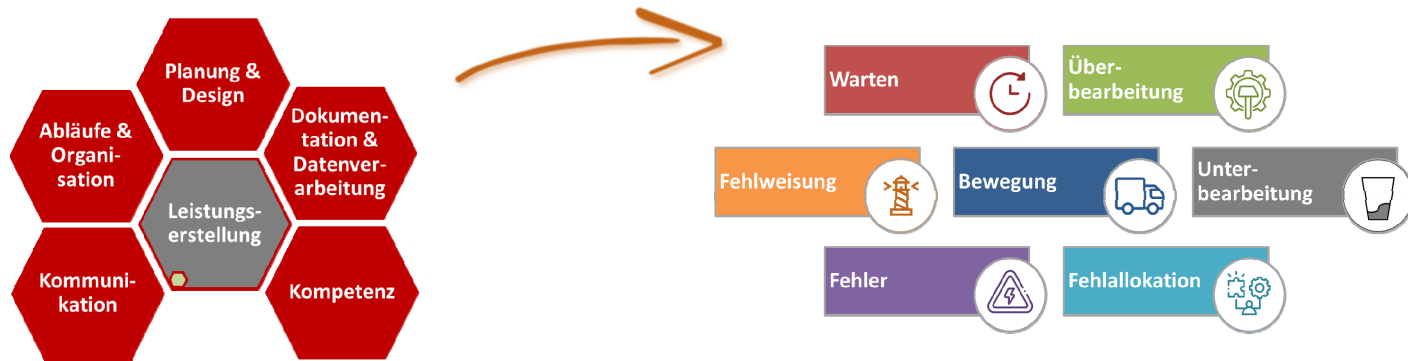 Planung &
Design
Abläufe &
Organi-
sation
Dokumen-
tation &
Datenver-
arbeitung
Leistungs-
erstellung
Kommuni-
kation
Kompetenz
Warten
Über-
bearbeitung
Fehlweisung
Bewegung
Unter-
bearbeitung
Fehler
Fehlallokation